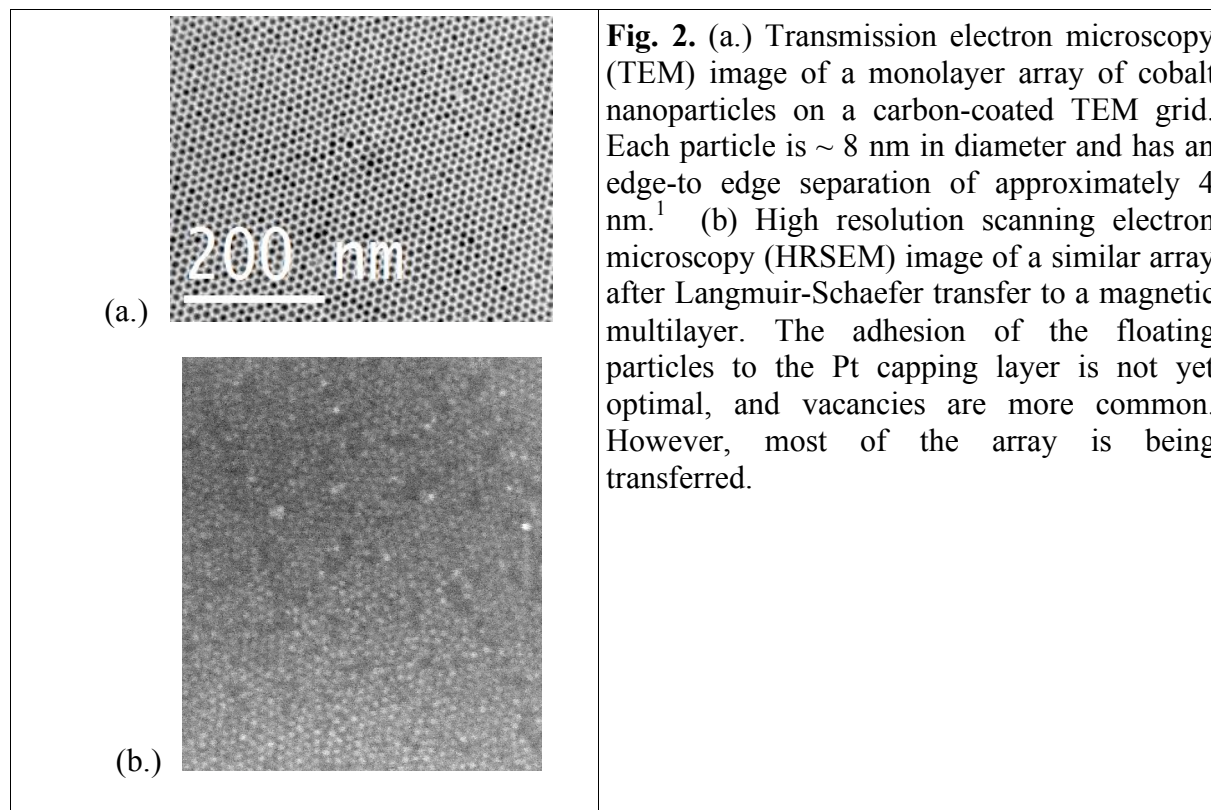 200 nm
(a.)
(b.)
Fig. 2. (a.) Transmission electron microscopy
(TEM) image of a monolayer array of cobalt
nanoparticles on a carbon-coated TEM grid.
Each particle is ~ 8 nm in diameter and has an
edge-to edge separation of approximately 4
nm.1 (b) High resolution scanning electron
microscopy (HRSEM) image of a similar array
after Langmuir-Schaefer transfer to a magnetic
multilayer. The adhesion of the floating
particles to the Pt capping layer is not yet
optimal, and vacancies are more common.
However, most of the array is being
transferred.